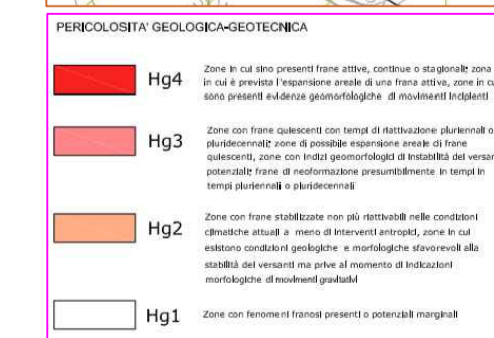 PERICOLOSITA' GEOLOGICA-GEOTECNICA
Hg4
Zone in cui sino presenti frane attive, continue o stagionali; zona
in cui è prevista l'espansione areale di una frana attiva, zone in cu
sono presenti evidenze geomorfologiche di movimenti incipienti
Hg3
Zone con frane quiescenti con tempi di riattivazione pluriennali o
pluridecennali; zone di possibile espansione areale di frane
quiescenti, zone con indizi geomorfologici di instabilità del versan
potenziali; frane di neoformazione presumibilmente in tempi in
tempi pluriennali o pluridecennali
Hg2
Zone con frane stabilizzate non più riattivabili nelle condizioni
climatiche attuali a meno di interventi antropici, zone in cui
esistono condizioni geologiche e morfologiche sfavorevoli alla
stabilità dei versanti ma prive al momento di indicazioni
morfologiche di movimenti gravitativi
Hg1
Zone con fenomeni franosi presenti o potenziali marginali